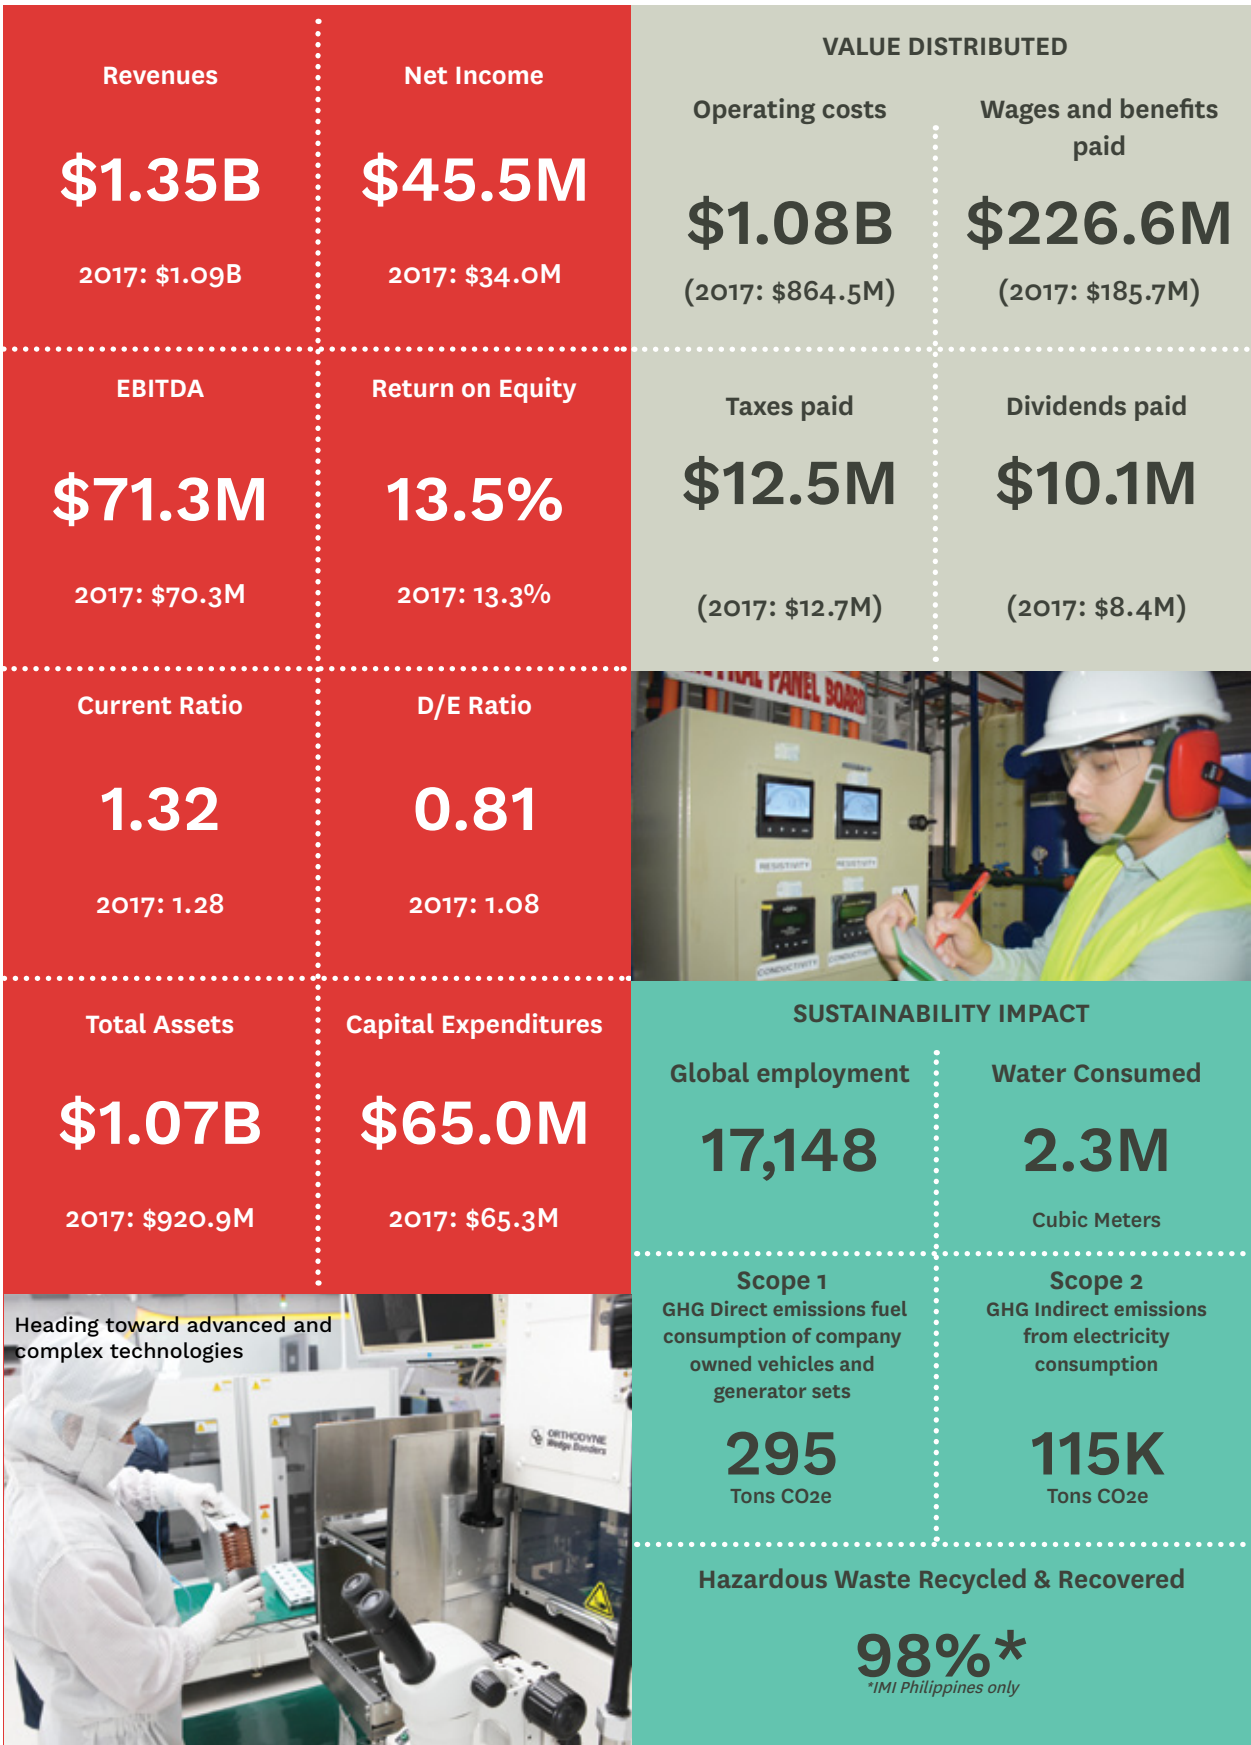 Revenues
$1.35B
2017: $1.09B
Net Income
$45.5M
2017: $34.0M
EBITDA
$71.3M
2017: $70.3M
Return on Equity
13.5%
2017: 13.3%
Current Ratio
1.32
2017: 1.28
D/E Ratio
0.81
2017: 1.08
Total Assets
$1.07B
2017: $920.9M
Capital Expenditures
$65.0M
2017: $65.3M
Heading toward advanced and
complex technologies
ORTHODYNE
Wedge Bonders
VALUE DISTRIBUTED
Operating costs
$1.08B
(2017: $864.5M)
Wages and benefits
paid
$226.6M
(2017: $185.7M)
Taxes paid
$12.5M
(2017: $12.7M)
Dividends paid
$10.1M
(2017: $8.4M)
PANEL BOARD
RESISTIVITY
RESISTIVITY
CONDUCTIVITY
CONDUCTIVITY
SUSTAINABILITY IMPACT
Global employment
17,148
Water Consumed
2.3M
Cubic Meters
Scope 1
GHG Direct emissions fuel
consumption of company
owned vehicles and
generator sets
295
Tons CO2e
Scope 2
GHG Indirect emissions
from electricity
consumption
115K
Tons CO2e
Hazardous Waste Recycled & Recovered
98%*
*IMI Philippines only